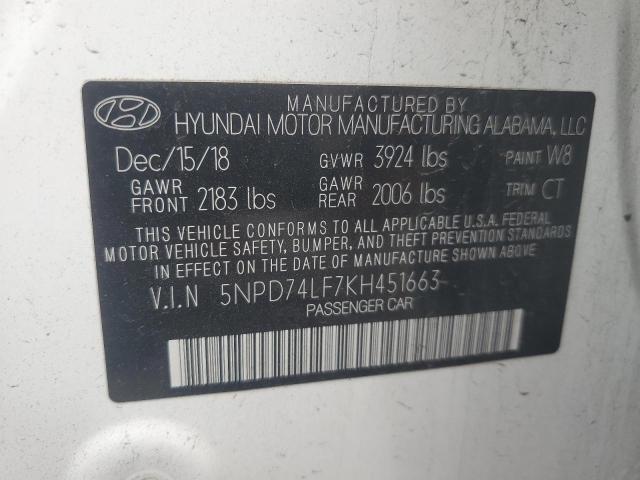 MANUFACTURED BY
HYUNDAI MOTOR MANUFACTURING ALABAMA, LLC
Dec/15/18 GVWR 3924 lbs PAINT W8
GAWR FRONT 2183 lbs GAWR REAR 2006 lbs TRIM CT
THIS VEHICLE CONFORMS TO ALL APPLICABLE U.S.A. FEDERAL
MOTOR VEHICLE SAFETY, BUMPER, AND THEFT PREVENTION STANDARDS
IN EFFECT ON THE DATE OF MANUFACTURE SHOWN ABOVE.
V.I.N 5NPD74LF7KH451663
PASSENGER CAR